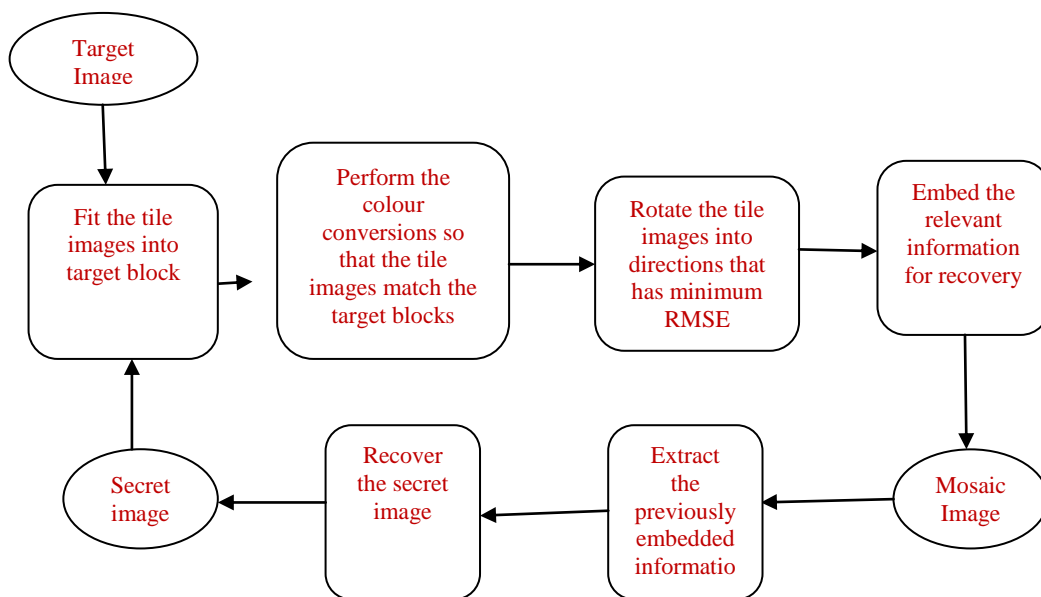 Target
Image
Fit the tile
images into
target block
Perform the
colour
conversions so
that the tile
images match the
target blocks
Rotate the tile
images into
directions that
has minimum
RMSE
Embed the
relevant
information
for recovery
Secret
image
Recover
the secret
image
Extract
the
previously
embedded
informatio
Mosaic
Image